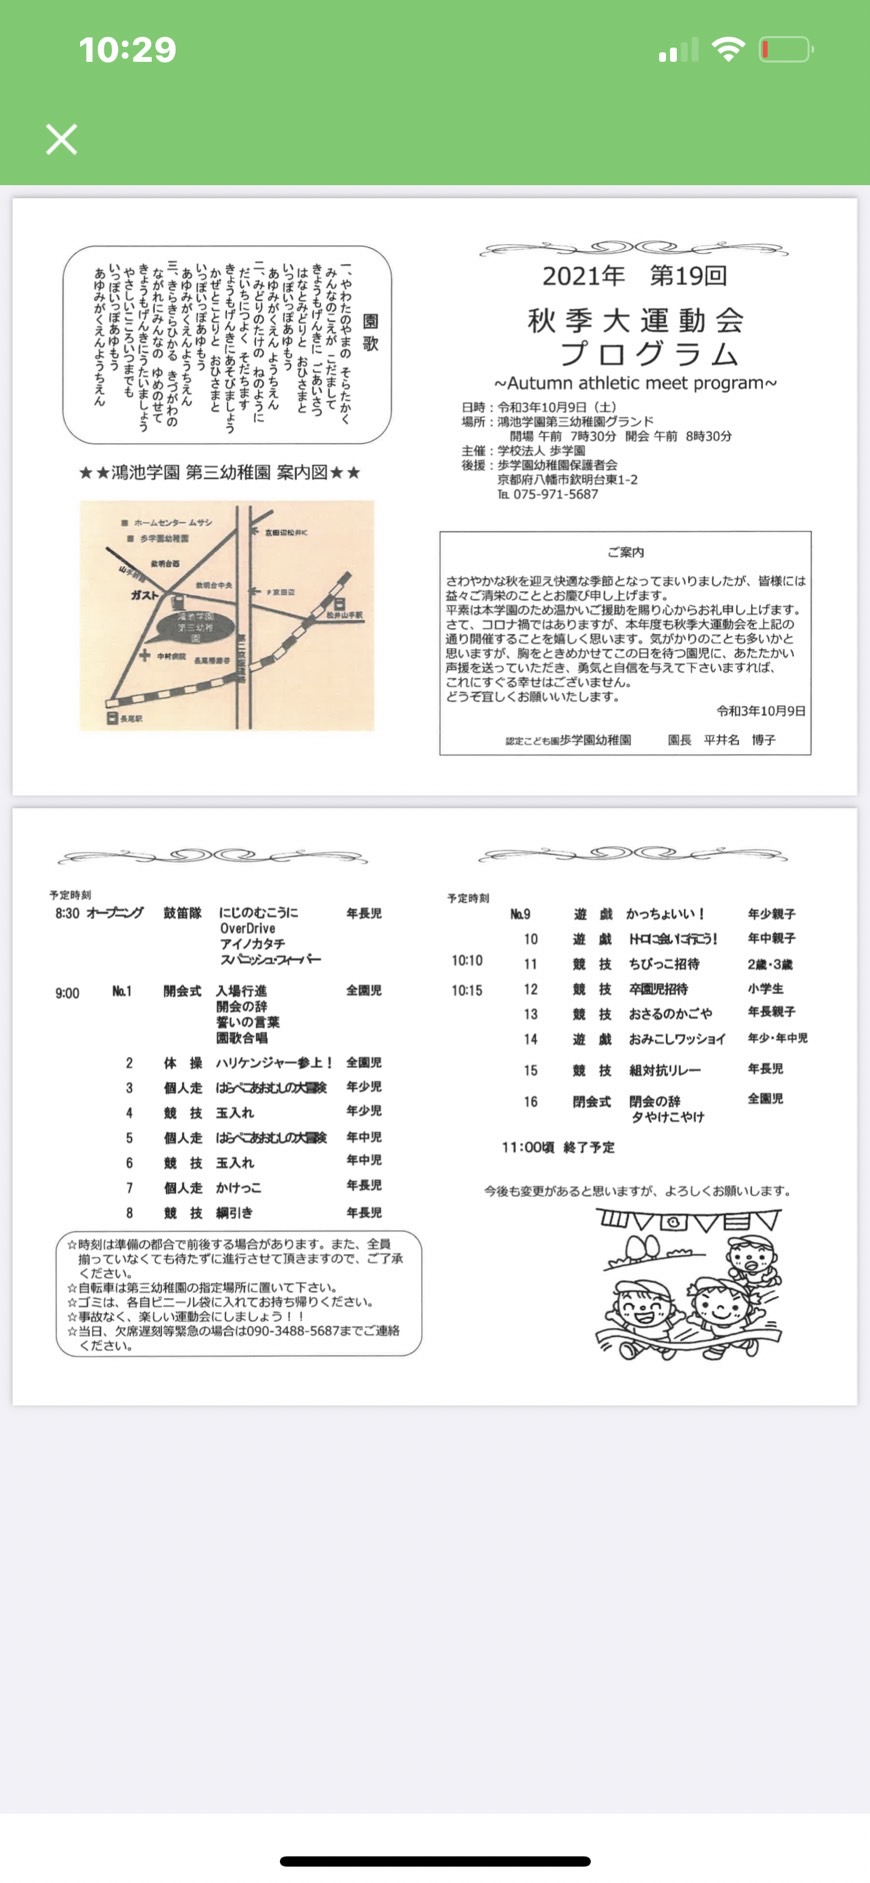 10:29
園歌
一、やわたのやまの そらたかく
みんなのこえが こだまして
きょうもげんきに ごあいさつ
はなとみどりと おひさまと
いっぽいっぽあゆもう
あゆみがくえん ようちえん
二、みどりのたけの ねのように
だいちにつよく そだちます
きょうもげんきにあそびましょう
かぜとことりと おひさまと
いっぽいっぽあゆもう
あゆみがくえんようちえん
三、きらきらひかる きづがわの
ながれにみんなの ゆめのせて
きょうもげんきにうたいましょう
やさしいこころいつまでも
いっぽいっぽあゆもう
あゆみがくえんようちえん
★★鴻池学園 第三幼稚園 案内図★★
ホームセンター ムサシ
歩学園幼稚園
京田辺松井IC
欽明台西
山手幹線
欽明台中央
ガスト
鴻池学園
第三幼稚
園
松井山手駅
中村病院
第二京阪道路
長尾駅
2021年 第19回
秋季大運動会
プログラム
~Autumn athletic meet program~
日時：令和3年10月9日（土）
場所：鴻池学園第三幼稚園グランド
開場 午前 7時30分 開会 午前 8時30分
主催：学校法人 歩学園
後援：歩学園幼稚園保護者会
京都府八幡市欽明台東1-2
℡ 075-971-5687
ご案内
さわやかな秋を迎え快適な季節となってまいりましたが、皆様には
益々ご清栄のこととお慶び申し上げます。
平素は本学園のため温かいご援助を賜り心からお礼申し上げます。
さて、コロナ禍ではありますが、本年度も秋季大運動会を上記の
通り開催することを嬉しく思います。気がかりのことも多いかと
思いますが、胸をときめかせてこの日を待つ園児に、あたたかい
声援を送っていただき、勇気と自信を与えて下さいますれば、
これにすぐる幸せはございません。
どうぞ宜しくお願いいたします。
令和3年10月9日
認定こども園歩学園幼稚園 園長 平井名 博子
予定時刻
8:30 オープニング 鼓笛隊 にじのむこうに 年長児
OverDrive
アイノカタチ
スパニッシュ・フィーバー
9:00 №1 開会式 入場行進 全園児
開会の辞
誓いの言葉
園歌合唱
2 体 操 ハリケンジャー参上！ 全園児
3 個人走 はらぺこあおむしの大冒険 年少児
4 競 技 玉入れ 年少児
5 個人走 はらぺこあおむしの大冒険 年中児
6 競 技 玉入れ 年中児
7 個人走 かけっこ 年長児
8 競 技 綱引き 年長児
☆時刻は準備の都合で前後する場合があります。また、全員
揃っていなくても待たずに進行させて頂きますので、ご了承
ください。
☆自転車は第三幼稚園の指定場所に置いて下さい。
☆ゴミは、各自ビニール袋に入れてお持ち帰りください。
☆事故なく、楽しい運動会にしましょう！！
☆当日、欠席遅刻等緊急の場合は090-3488-5687までご連絡
ください。
予定時刻
№9 遊 戯 かっちょいい！ 年少親子
10 遊 戯 トトロに会いに行こう！ 年中親子
10:10 11 競 技 ちびっこ招待 2歳・3歳
10:15 12 競 技 卒園児招待 小学生
13 競 技 おさるのかごや 年長親子
14 遊 戯 おみこしワッショイ 年少・年中児
15 競 技 組対抗リレー 年長児
16 閉会式 閉会の辞 全園児
夕やけこやけ
11:00頃 終了予定
今後も変更があると思いますが、よろしくお願いします。